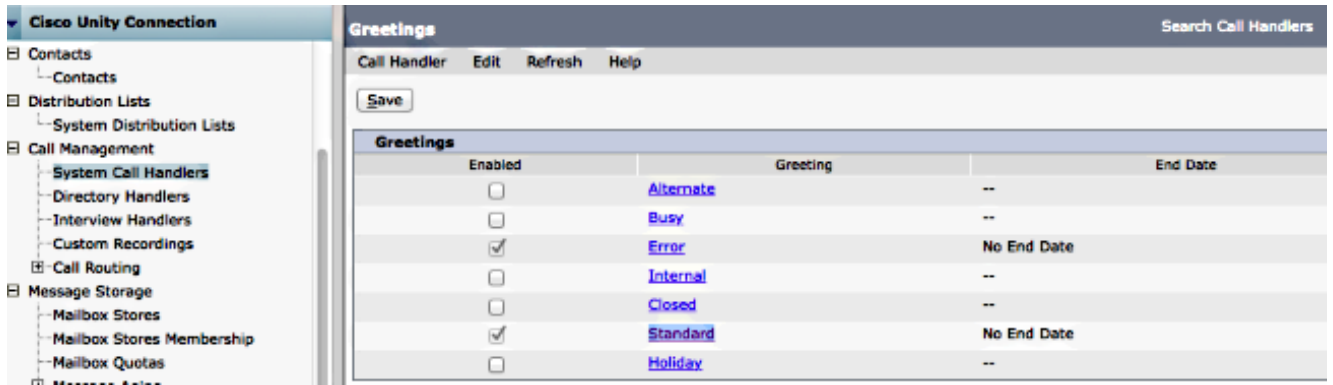 Cisco Unity Connection
Contacts
Contacts
Distribution Lists
System Distribution Lists
Call Management
System Call Handlers
Directory Handlers
Interview Handlers
Custom Recordings
Call Routing
Message Storage
Mailbox Stores
Mailbox Stores Membership
Mailbox Quotas
Message Aging
Greetings Search Call Handlers
Call Handler Edit Refresh Help
Save
Greetings
Enabled Greeting End Date
Alternate --
Busy --
Error No End Date
Internal --
Closed --
Standard No End Date
Holiday --